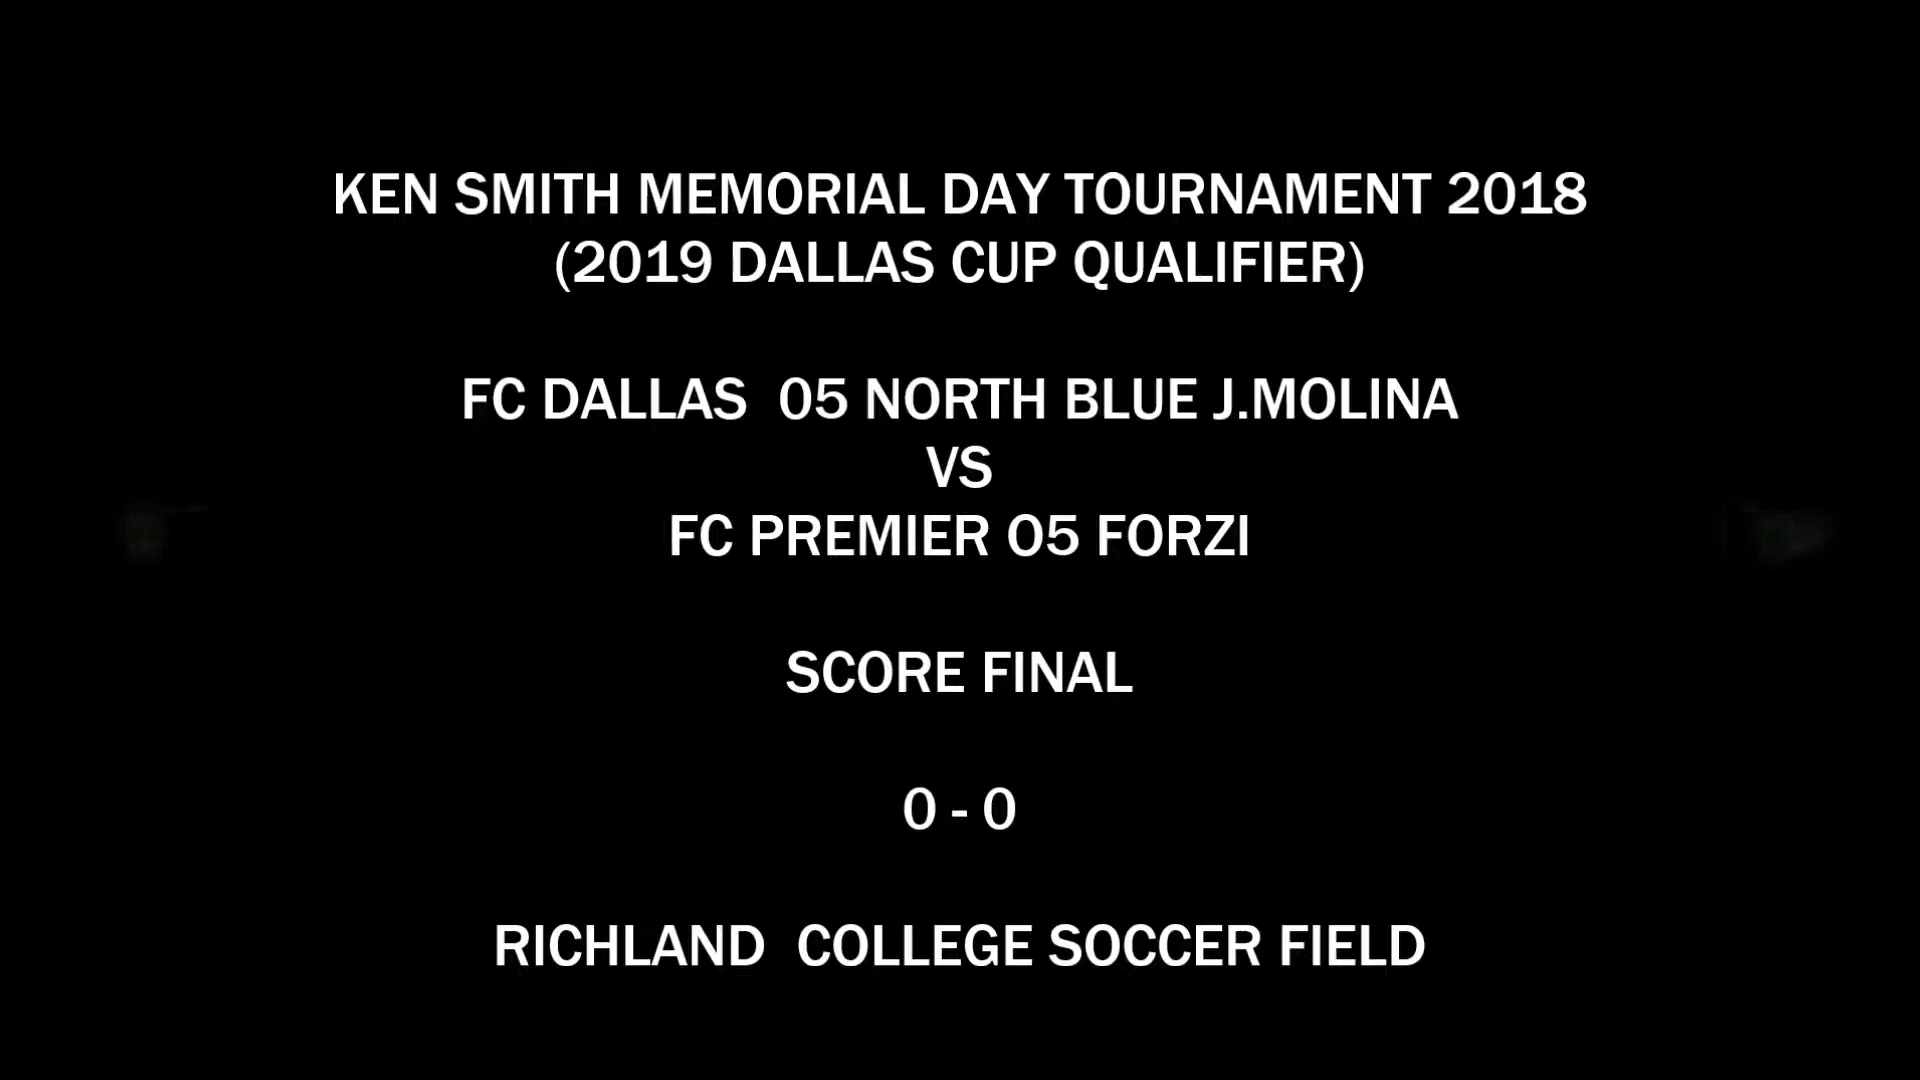 KEN SMITH MEMORIAL DAY TOURNAMENT 2018
(2019 DALLAS CUP QUALIFIER)
FC DALLAS  05 NORTH BLUE J.MOLINA
VS
FC PREMIER O5 FORZI
SCORE FINAL
0 - 0
RICHLAND  COLLEGE SOCCER FIELD